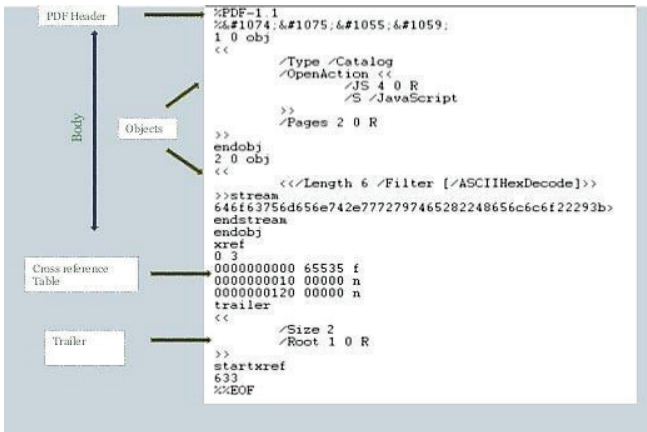 PDF Header
Body
Objects
Cross reference
Table
Trailer
%PDF-1.1
%&#1074;&#1075;&#1055;&#1059;
1 0 obj
<<
/Type /Catalog
/OpenAction <<
/JS 4 0 R
/S /JavaScript
>>
/Pages 2 0 R
>>
endobj
2 0 obj
<<
<</Length 6 /Filter [/ASCIIHexDecode]>>
>>stream
646f63756d656e742e7772797465282248656c6c6f22293b>
endstream
endobj
xref
0 3
0000000000 65535 f
0000000010 00000 n
0000000120 00000 n
trailer
<<
/Size 2
/Root 1 0 R
>>
startxref
633
%%EOF